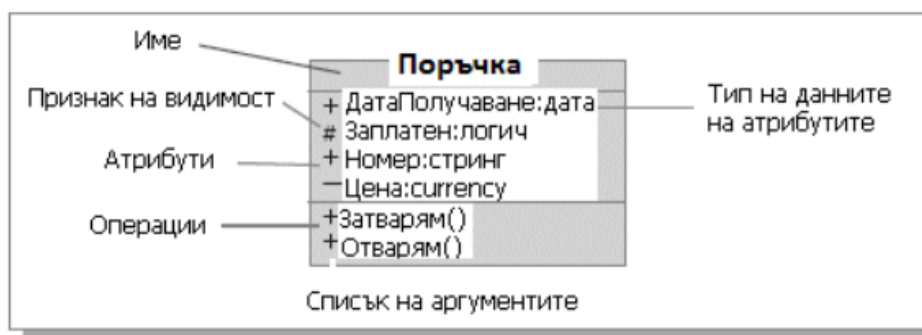 Име
Поръчка
Признак на видимост
+ ДатаПолучаване:дата
Тип на данните
на атрибутите
# Заплатен:логич
Атрибути
+ Номер:стринг
— Цена:currency
Операции
+Затварям()
+Отварям()
Списък на аргументите